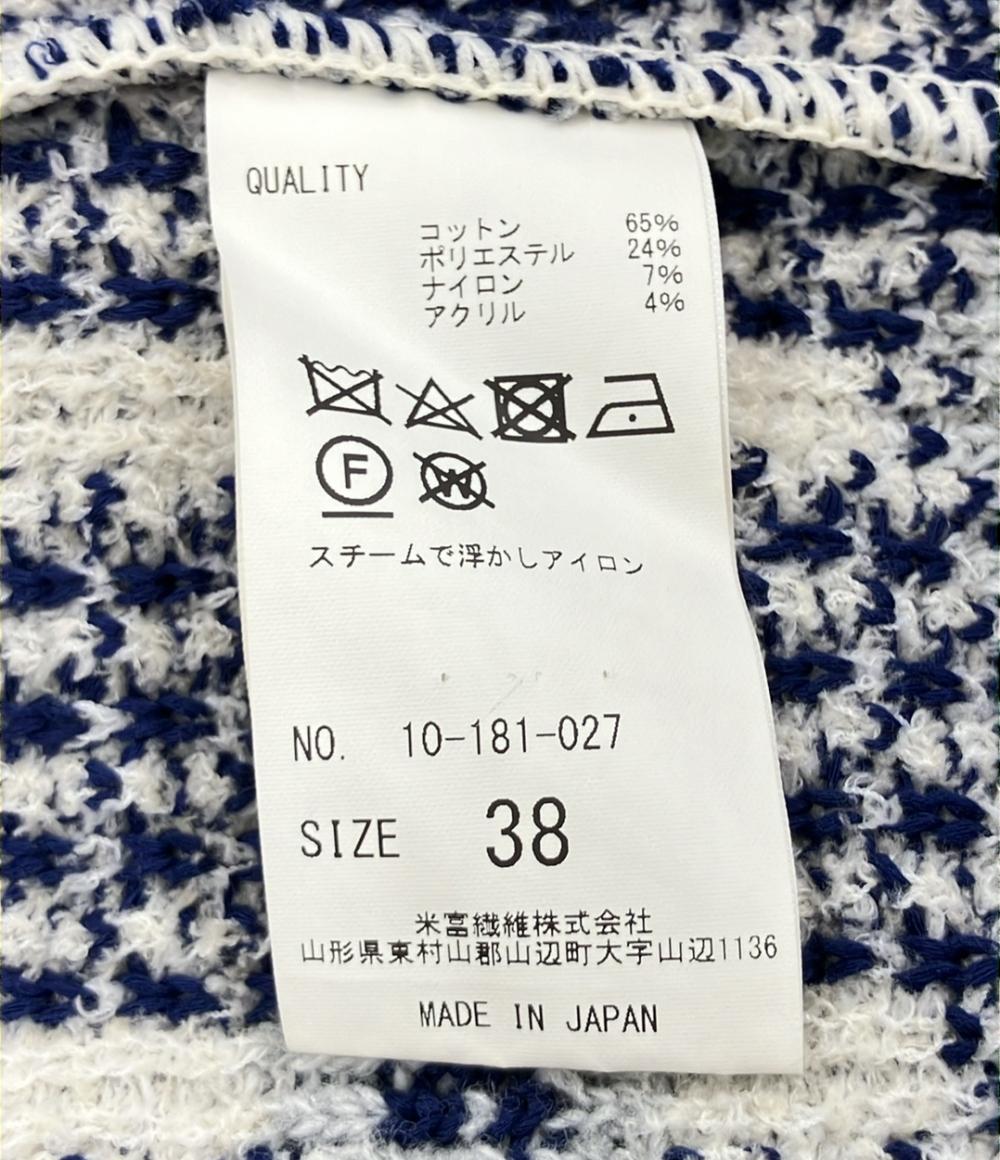 QUALITY
コットン 65%
ポリエステル 24%
ナイロン 7%
アクリル 4%
F W
スチームで浮かしアイロン
NO. 10-181-027
SIZE 38
米富繊維株式会社
山形県東村山郡山辺町大字山辺1136
MADE IN JAPAN